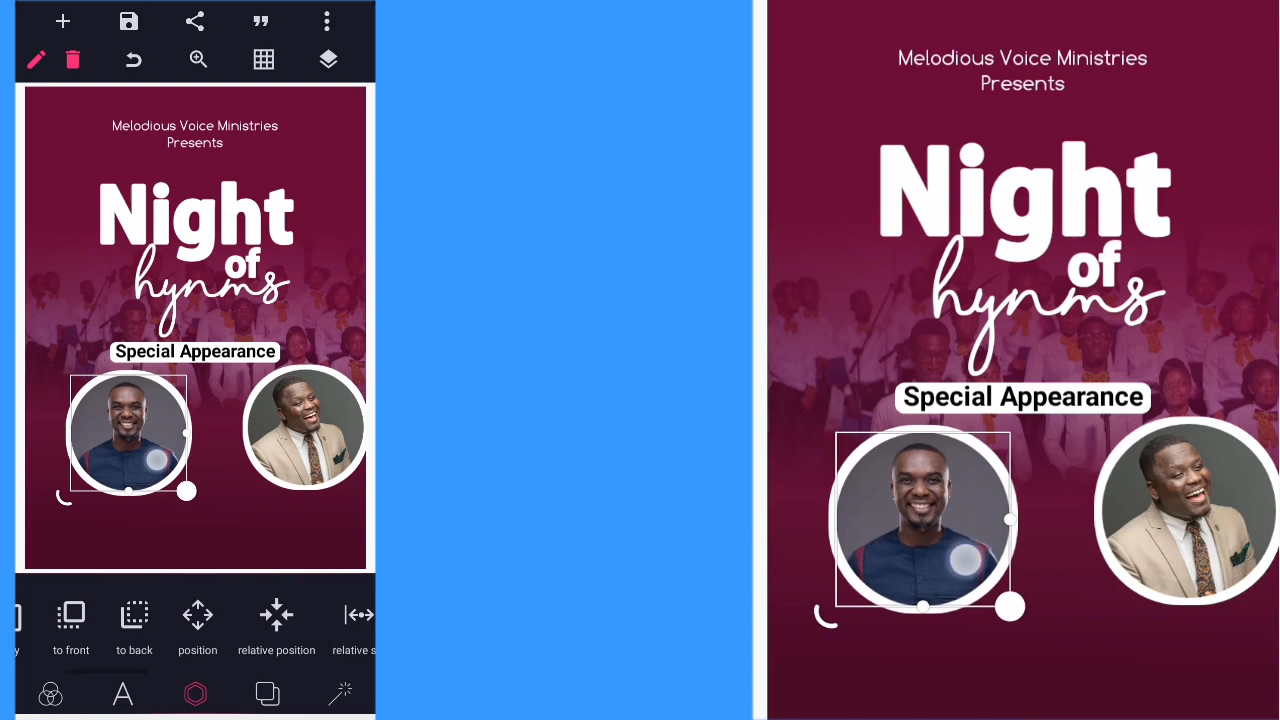 Melodious Voice Ministries
Presents
Night
of
hynms
Special Appearance
y
to front
to back
position
relative position
relative s
Melodious Voice Ministries
Presents
Night
of
hynms
Special Appearance